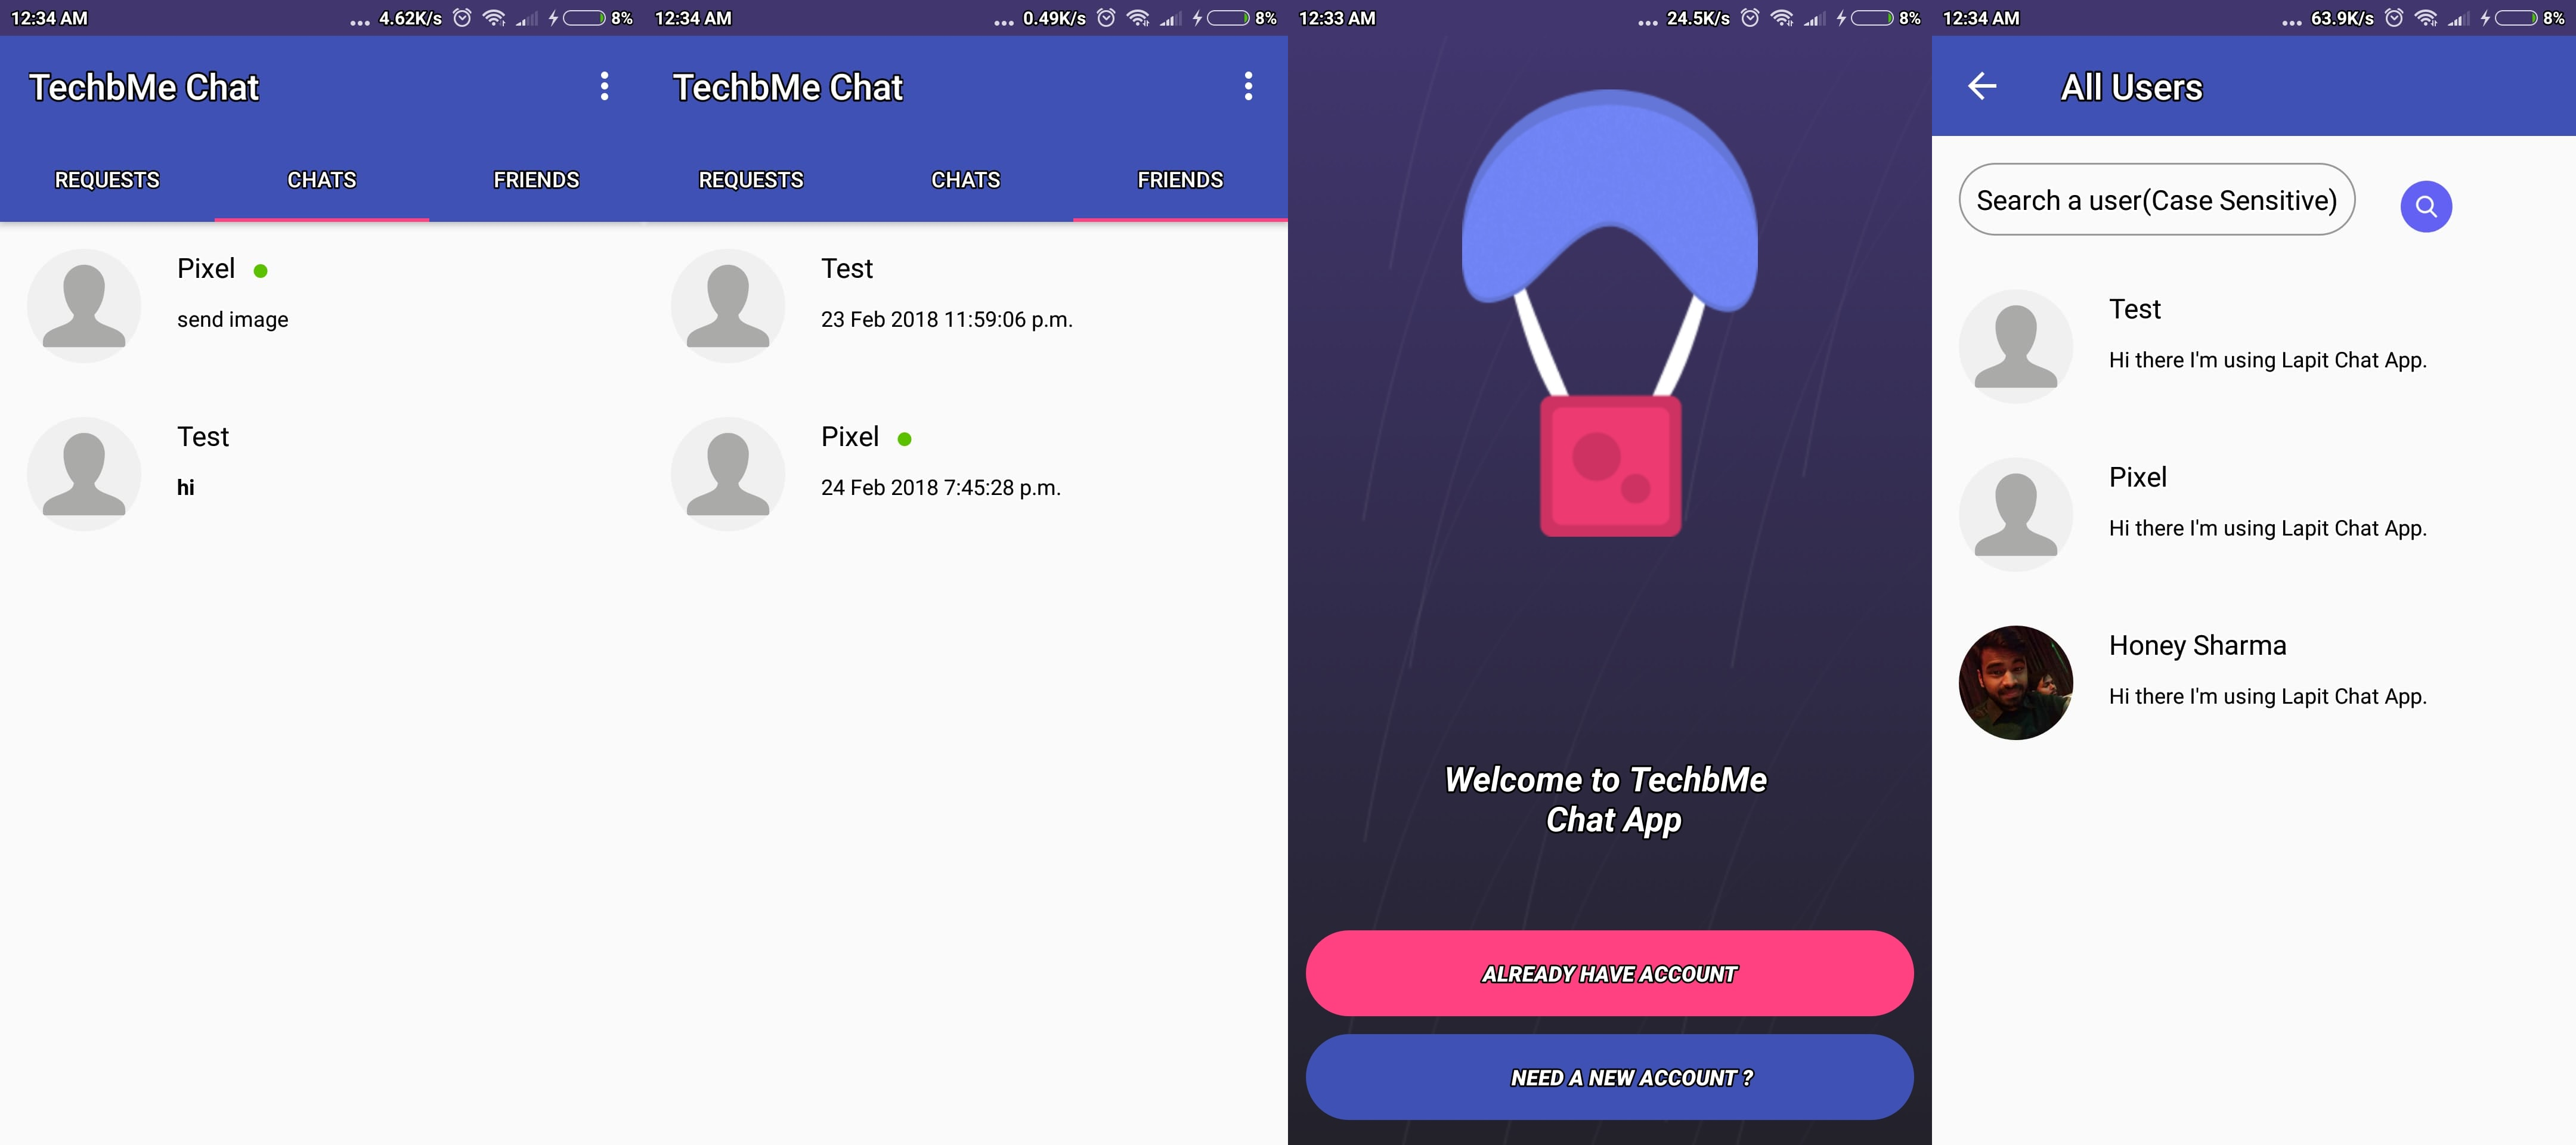 12:34 AM
... 4.62K/s 8%
TechbMe Chat
REQUESTS CHATS FRIENDS
Pixel
send image
Test
hi
12:34 AM
... 0.49K/s 8%
TechbMe Chat
REQUESTS CHATS FRIENDS
Test
23 Feb 2018 11:59:06 p.m.
Pixel
24 Feb 2018 7:45:28 p.m.
12:33 AM
... 24.5K/s 8%
Welcome to TechbMe
Chat App
ALREADY HAVE ACCOUNT
NEED A NEW ACCOUNT ?
12:34 AM
... 63.9K/s 8%
All Users
Search a user(Case Sensitive)
Test
Hi there I'm using Lapit Chat App.
Pixel
Hi there I'm using Lapit Chat App.
Honey Sharma
Hi there I'm using Lapit Chat App.